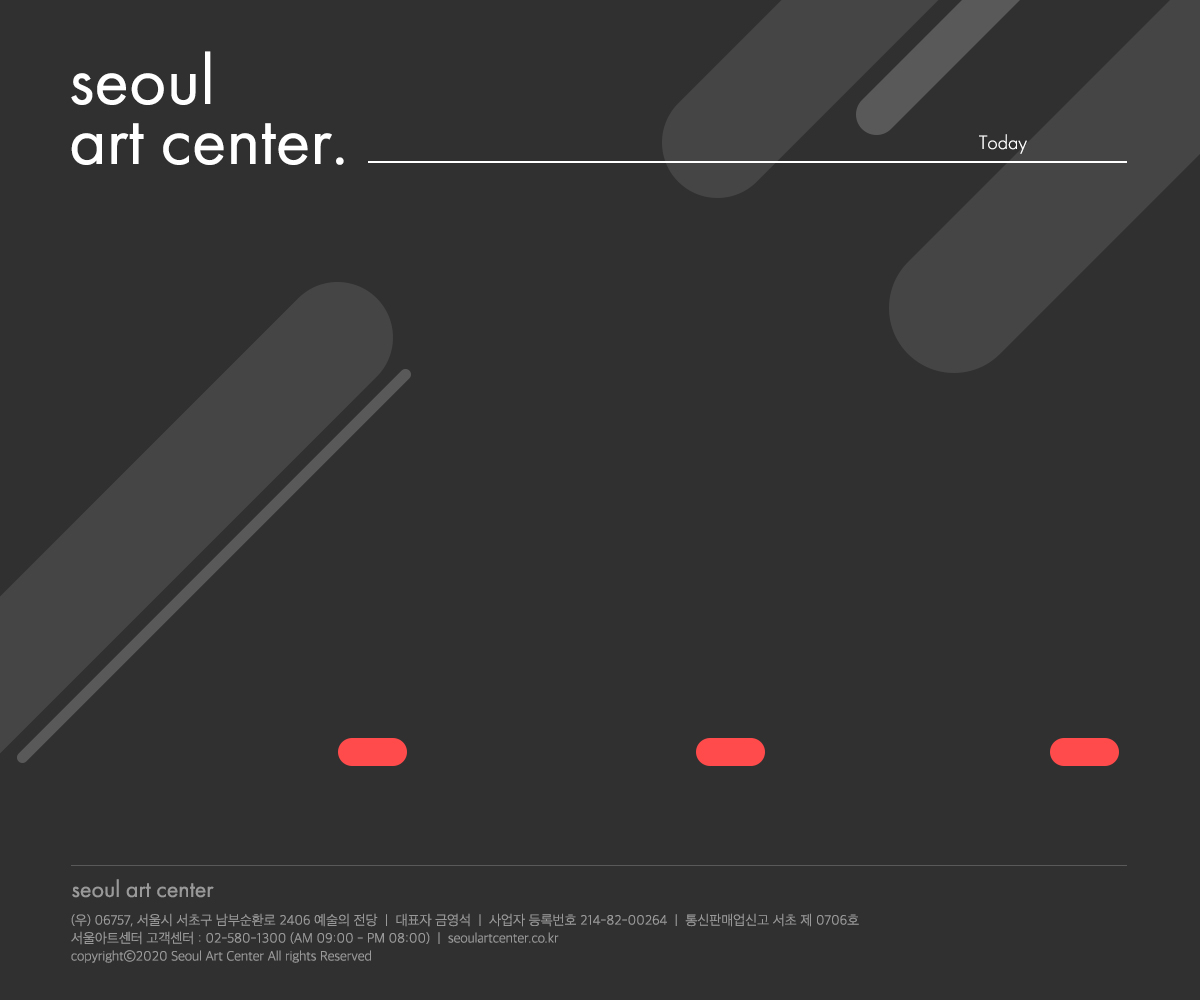 seoul
art center.
Today
seoul art center
(우) 06757, 서울시 서초구 남부순환로 2406 예술의 전당 | 대표자 금영석 | 사업자 등록번호 214-82-00264 | 통신판매업신고 서초 제 0706호
서울아트센터 고객센터 : 02-580-1300 (AM 09:00 - PM 08:00) | seoulartcenter.co.kr
copyright©2020 Seoul Art Center All rights Reserved